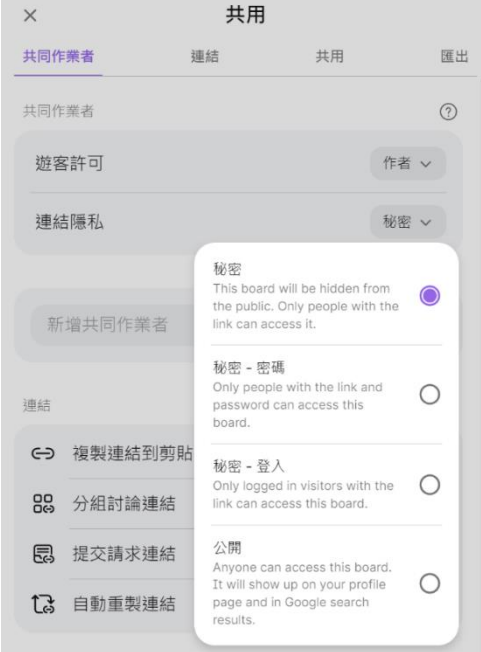 共用
共同作業者 連結 共用 匯出
共同作業者
遊客許可 作者
連結隱私 秘密
秘密
This board will be hidden from
the public. Only people with the
link can access it.
新增共同作業者
秘密 - 密碼
Only people with the link and
password can access this
board.
連結
複製連結到剪貼
秘密 - 登入
Only logged in visitors with the
link can access this board.
分組討論連結
提交請求連結
公開
Anyone can access this board.
It will show up on your profile
page and in Google search
results.
自動重製連結